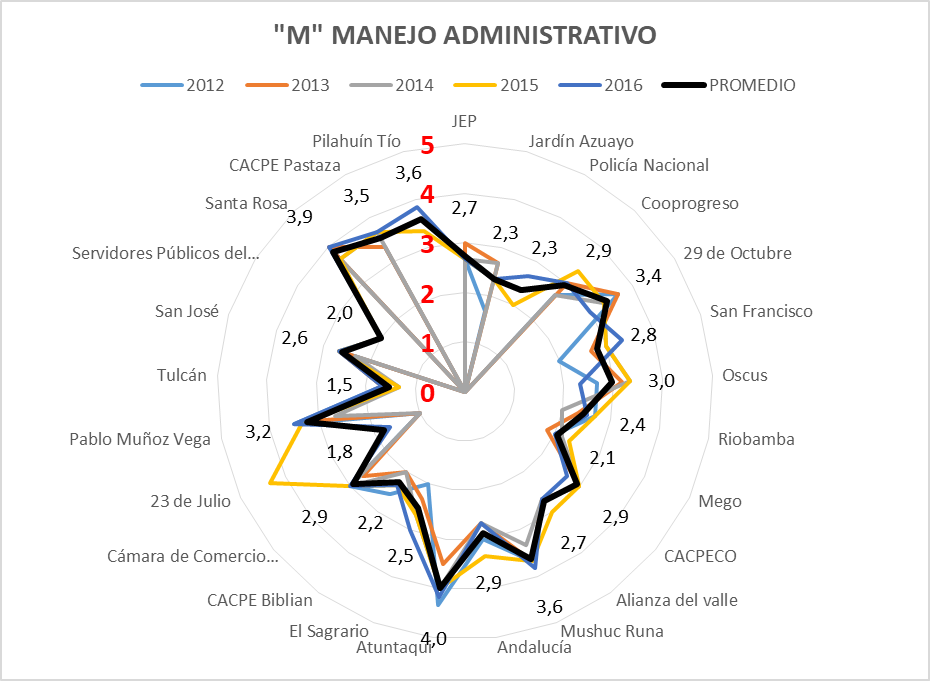 "M" MANEJO ADMINISTRATIVO
2012 2013 2014 2015 2016 PROMEDIO
JEP
Jardín Azuayo
Policía Nacional
Cooprogreso
29 de Octubre
San Francisco
Oscus
Riobamba
Mego
CACPECO
Alianza del valle
Mushuc Runa
Andalucía
Atuntaqui
El Sagrario
CACPE Biblian
Cámara de Comercio...
23 de Julio
Pablo Muñoz Vega
Tulcán
San José
Servidores Públicos del...
Santa Rosa
CACPE Pastaza
Pilahuín Tío
5
4
3
2
1
0
2,7
2,3
2,3
2,9
3,4
2,8
3,0
2,4
2,1
2,9
2,7
3,6
2,9
4,0
2,5
2,2
2,9
1,8
3,2
1,5
2,6
2,0
3,9
3,5
3,6